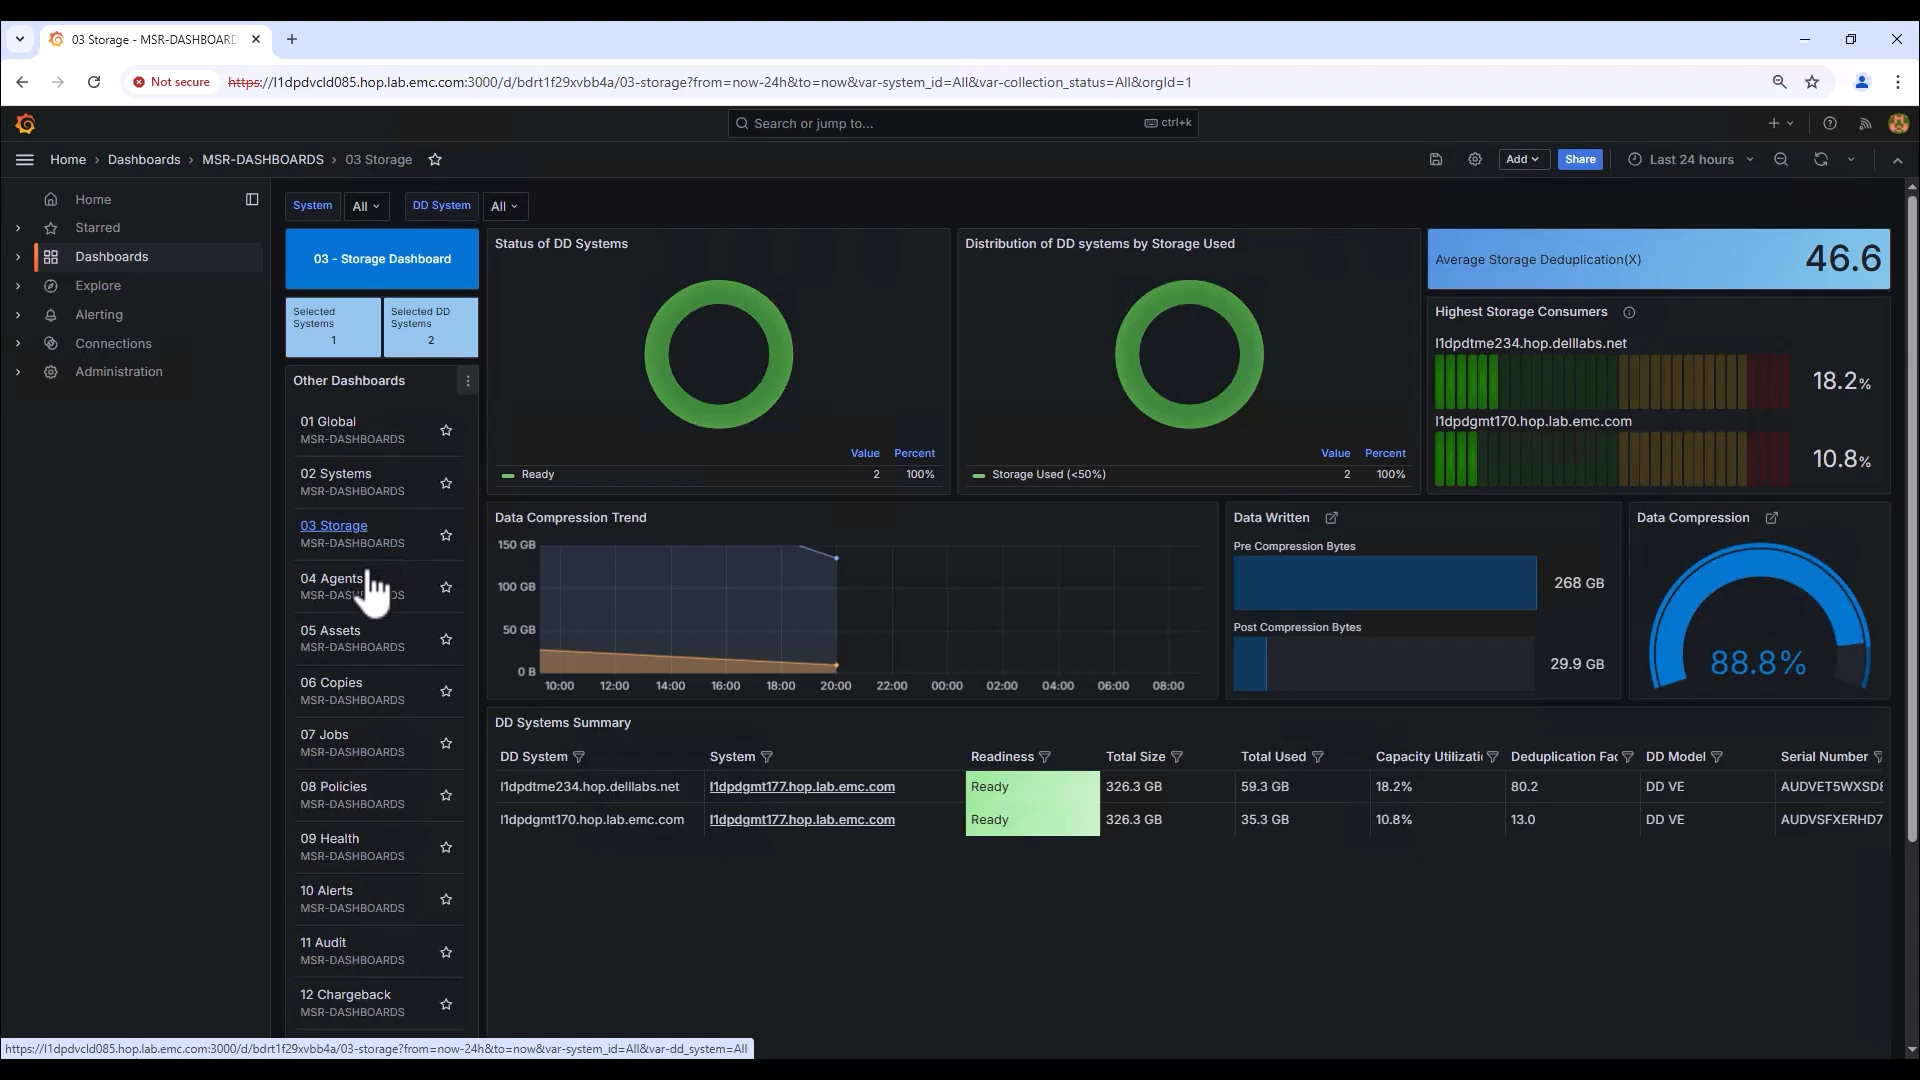 03 Storage - MSR-DASHBOARD
Not secure
https://l1dpdvcld085.hop.lab.emc.com:3000/d/bdrt1f29xvbb4a/03-storage?from=now-24h&to=now&var-system_id=All&var-collection_status=All&orgId=1
Search or jump to...
ctrl+k
Home › Dashboards › MSR-DASHBOARDS › 03 Storage
Add
Share
Last 24 hours
Home
Starred
Dashboards
Explore
Alerting
Connections
Administration
System
All
DD System
All
03 - Storage Dashboard
Selected
Systems
1
Selected DD
Systems
2
Other Dashboards
01 Global
MSR-DASHBOARDS
02 Systems
MSR-DASHBOARDS
03 Storage
MSR-DASHBOARDS
04 Agents
05 Assets
MSR-DASHBOARDS
06 Copies
MSR-DASHBOARDS
07 Jobs
MSR-DASHBOARDS
08 Policies
MSR-DASHBOARDS
09 Health
MSR-DASHBOARDS
10 Alerts
MSR-DASHBOARDS
11 Audit
MSR-DASHBOARDS
12 Chargeback
MSR-DASHBOARDS
Status of DD Systems
Value Percent
Ready 2 100%
Distribution of DD systems by Storage Used
Value Percent
Storage Used (<50%) 2 100%
Average Storage Deduplication(X) 46.6
Highest Storage Consumers
l1dpdtme234.hop.delllabs.net
18.2%
l1dpdgmt170.hop.lab.emc.com
10.8%
Data Compression Trend
150 GB
100 GB
50 GB
0 B
10:00 12:00 14:00 16:00 18:00 20:00 22:00 00:00 02:00 04:00 06:00 08:00
Data Written
Pre Compression Bytes
268 GB
Post Compression Bytes
29.9 GB
Data Compression
88.8%
DD Systems Summary
DD System System Readiness Total Size Total Used Capacity Utilizati Deduplication Fac DD Model Serial Number
l1dpdtme234.hop.delllabs.net l1dpdgmt177.hop.lab.emc.com Ready 326.3 GB 59.3 GB 18.2% 80.2 DD VE AUDVET5WXSD8
l1dpdgmt170.hop.lab.emc.com l1dpdgmt177.hop.lab.emc.com Ready 326.3 GB 35.3 GB 10.8% 13.0 DD VE AUDVSFXERHD7
https://l1dpdvcld085.hop.lab.emc.com:3000/d/bdrt1f29xvbb4a/03-storage?from=now-24h&to=now&var-system_id=All&var-dd_system=All